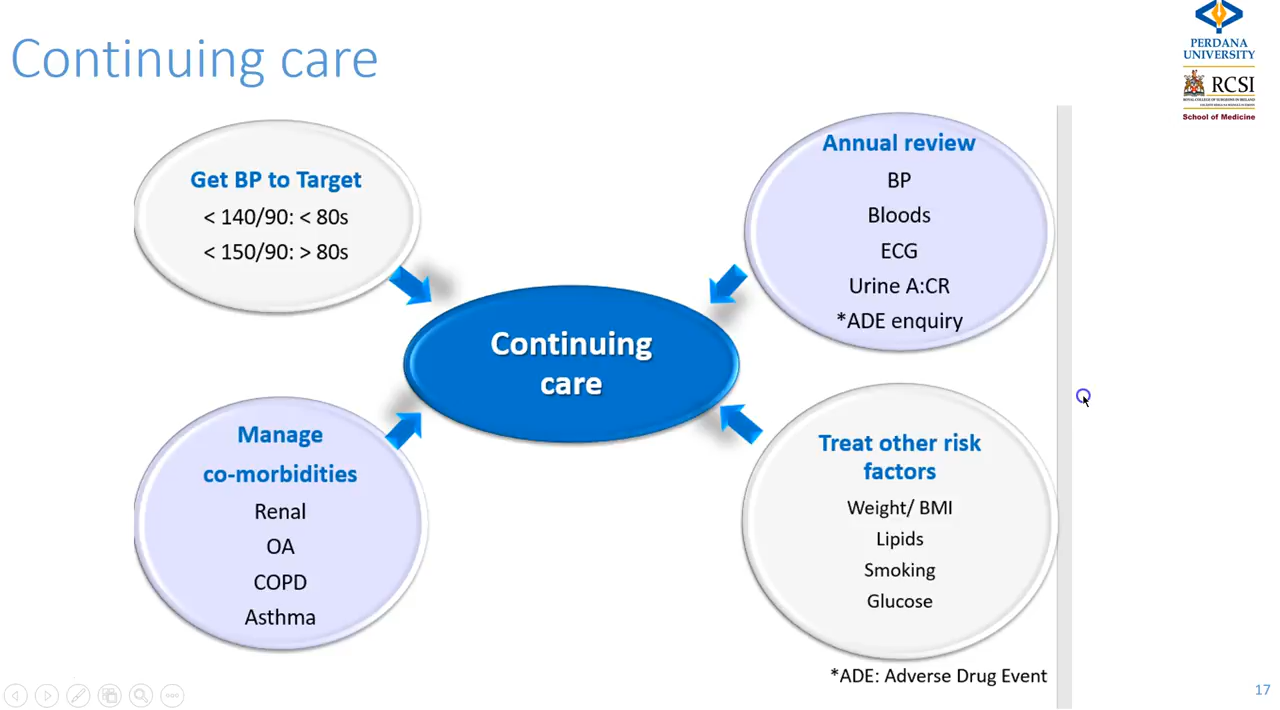 Continuing care
PERDANA
UNIVERSITY
RCSI
School of Medicine
Get BP to Target
< 140/90: < 80s
< 150/90: > 80s
Annual review
BP
Bloods
ECG
Urine A:CR
*ADE enquiry
Continuing
care
Manage
co-morbidities
Renal
OA
COPD
Asthma
Treat other risk
factors
Weight/ BMI
Lipids
Smoking
Glucose
*ADE: Adverse Drug Event
17